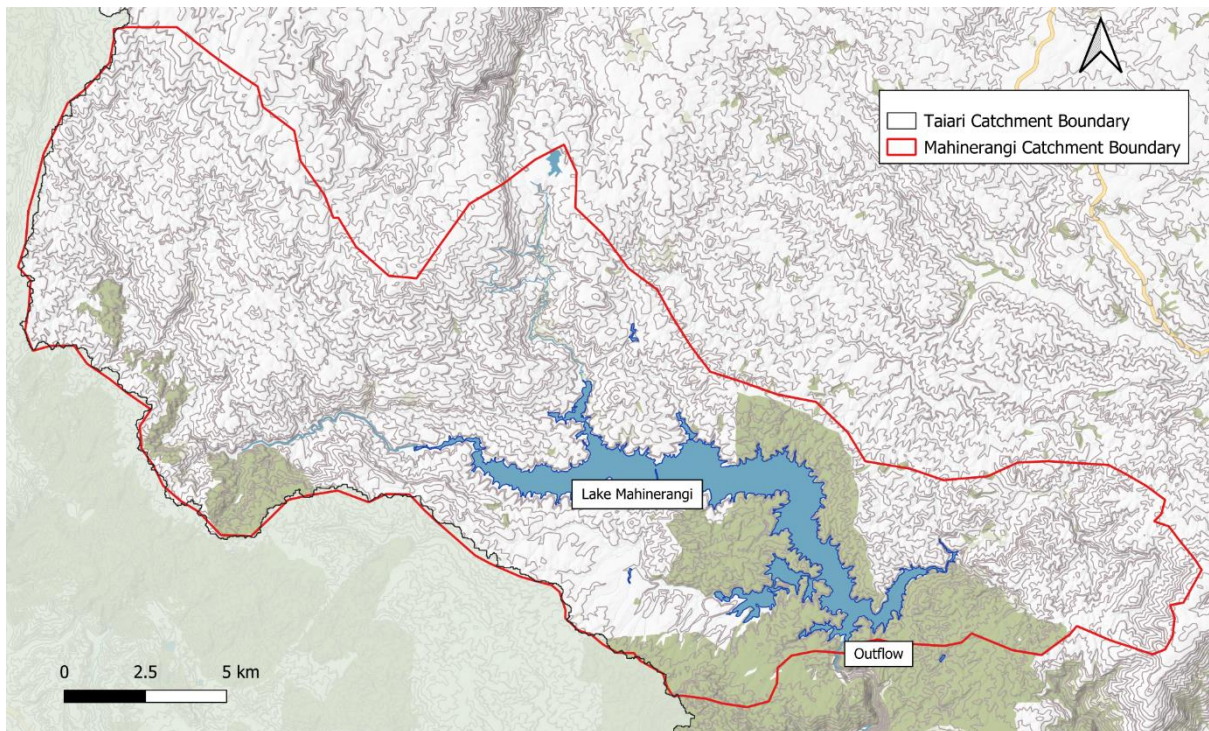 Taiari Catchment Boundary
Mahinerangi Catchment Boundary
Lake Mahinerangi
Outflow
0 2.5 5 km